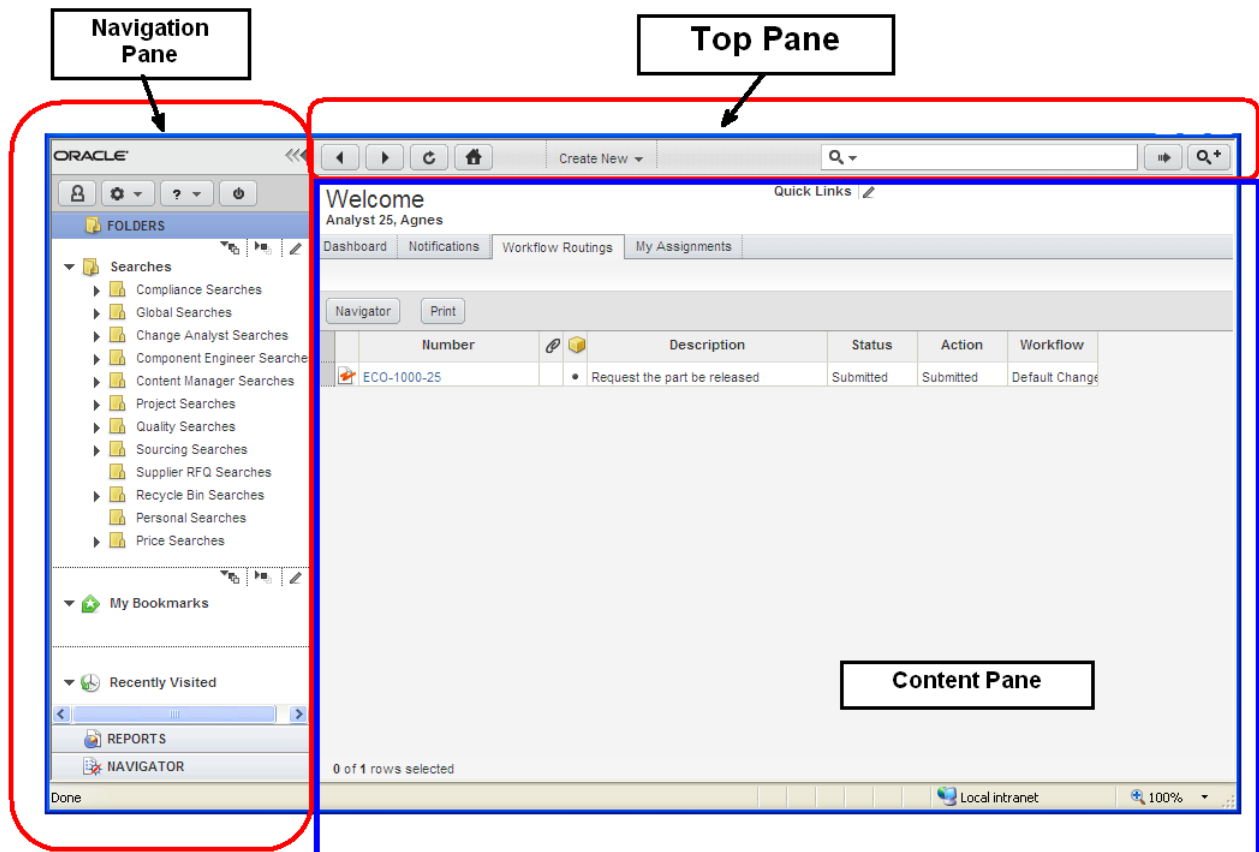 Navigation
Pane
Top Pane
ORACLE
Create New
?
FOLDERS
Searches
Compliance Searches
Global Searches
Change Analyst Searches
Component Engineer Searche
Content Manager Searches
Project Searches
Quality Searches
Sourcing Searches
Supplier RFQ Searches
Recycle Bin Searches
Personal Searches
Price Searches
My Bookmarks
Recently Visited
REPORTS
NAVIGATOR
Welcome
Quick Links
Analyst 25, Agnes
Dashboard Notifications Workflow Routings My Assignments
Navigator Print
Number Description Status Action Workflow
ECO-1000-25 Request the part be released Submitted Submitted Default Change
Content Pane
0 of 1 rows selected
Done Local intranet 100%